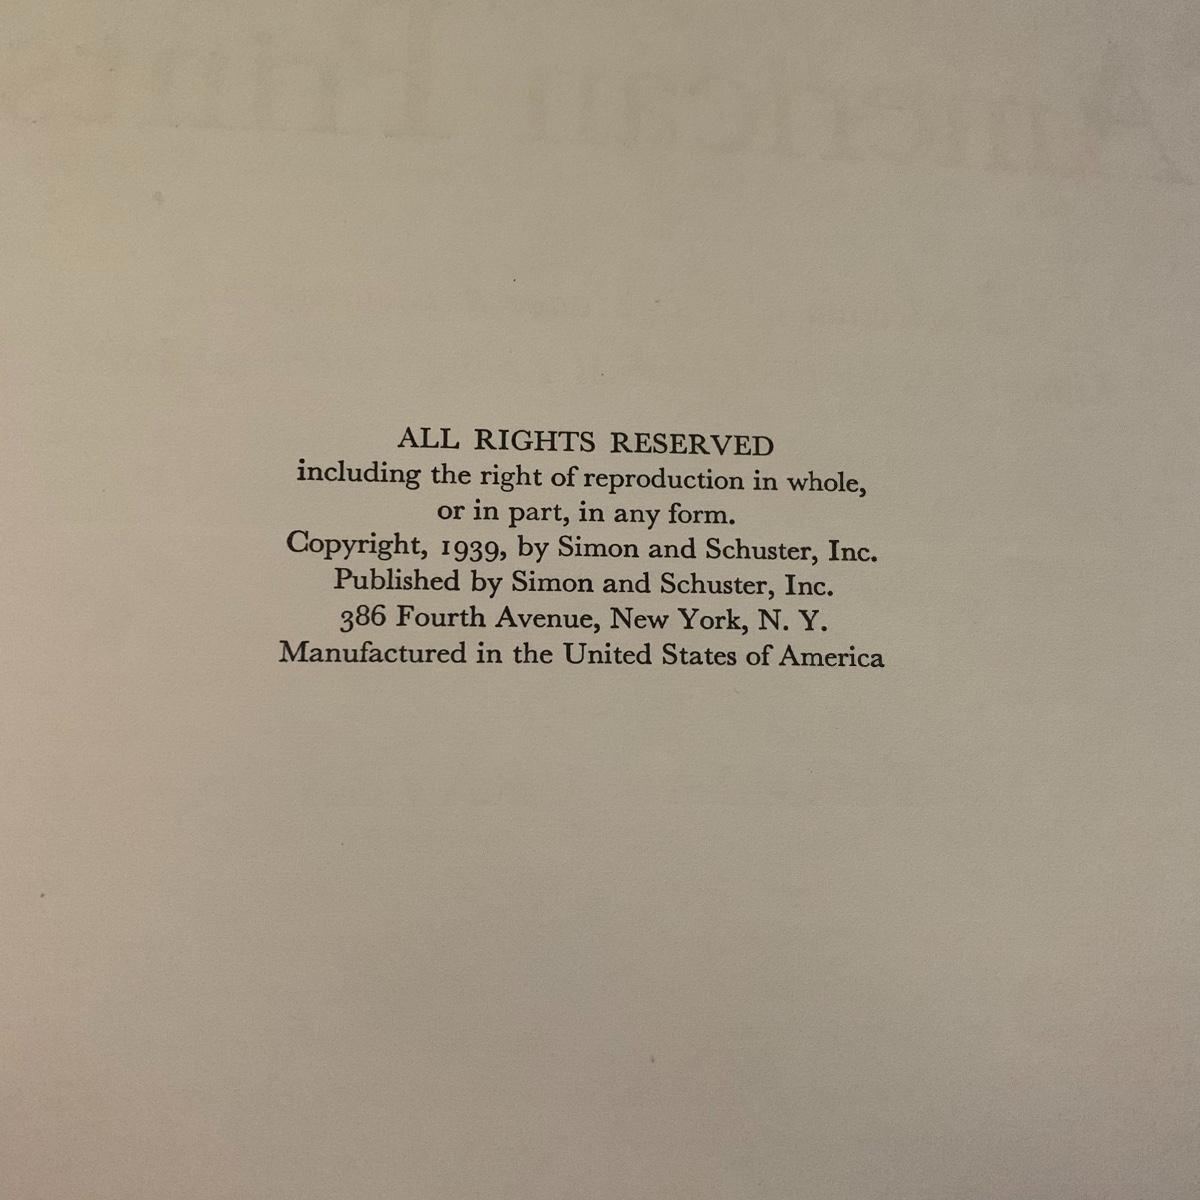 ALL RIGHTS RESERVED
including the right of reproduction in whole,
or in part, in any form.
Copyright, 1939, by Simon and Schuster, Inc.
Published by Simon and Schuster, Inc.
386 Fourth Avenue, New York, N. Y.
Manufactured in the United States of America